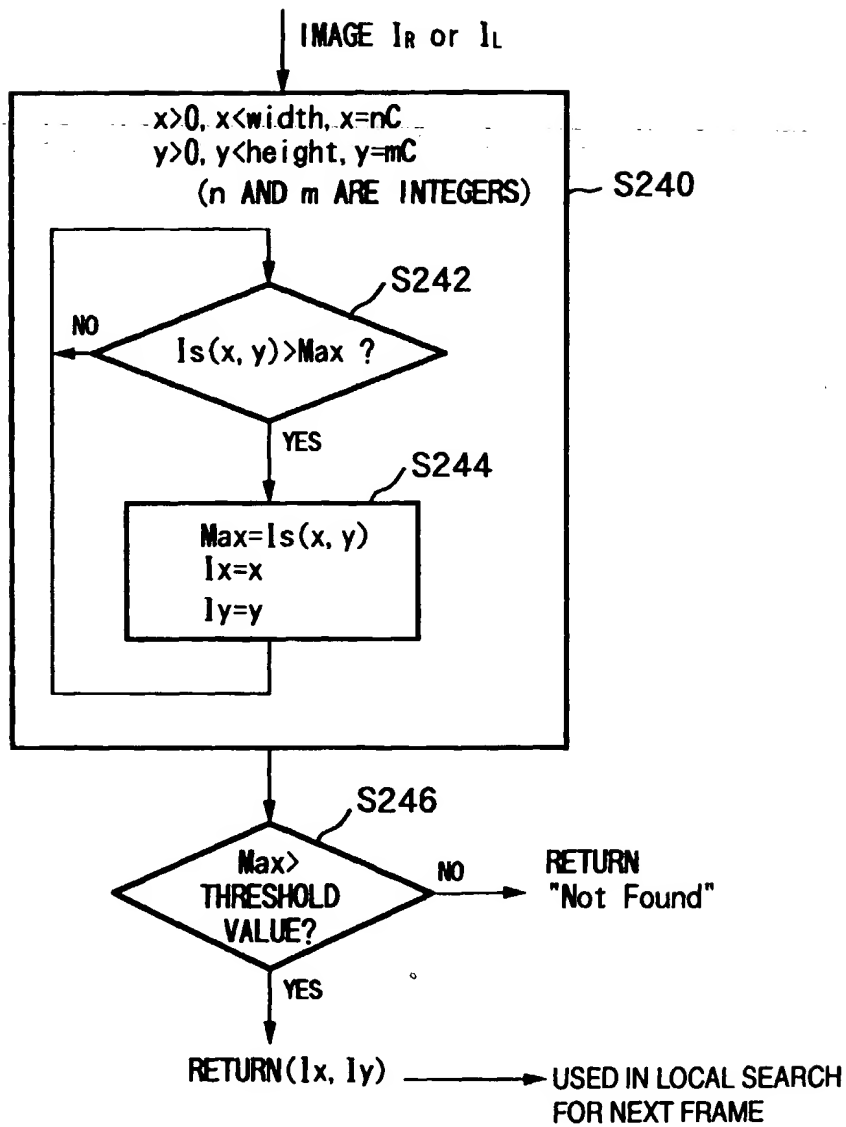 IMAGE IR or IL
x>0, x<width, x=nC
y>0, y<height, y=mC
(n AND m ARE INTEGERS)
S240
S242
NO
Is(x, y)>Max ?
YES
S244
Max=Is(x, y)
Ix=x
Iy=y
S246
Max>
THRESHOLD
VALUE?
NO
RETURN
"Not Found"
YES
RETURN(Ix, Iy)
USED IN LOCAL SEARCH
FOR NEXT FRAME